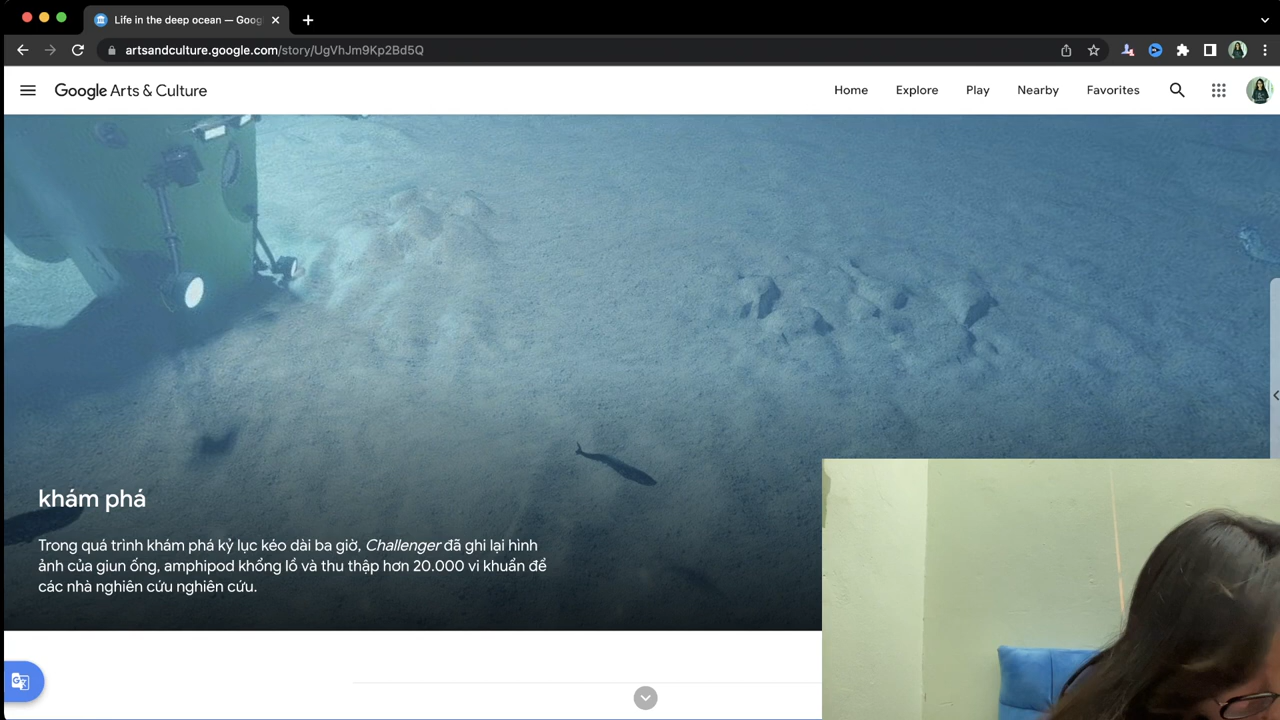 Life in the deep ocean — Goog
artsandculture.google.com/story/UgVhJm9Kp2Bd5Q
Google Arts & Culture
Home
Explore
Play
Nearby
Favorites
khám phá
Trong quá trình khám phá kỷ lục kéo dài ba giờ, Challenger đã ghi lại hình
ảnh của giun ống, amphipod khổng lồ và thu thập hơn 20.000 vi khuẩn để
các nhà nghiên cứu nghiên cứu.